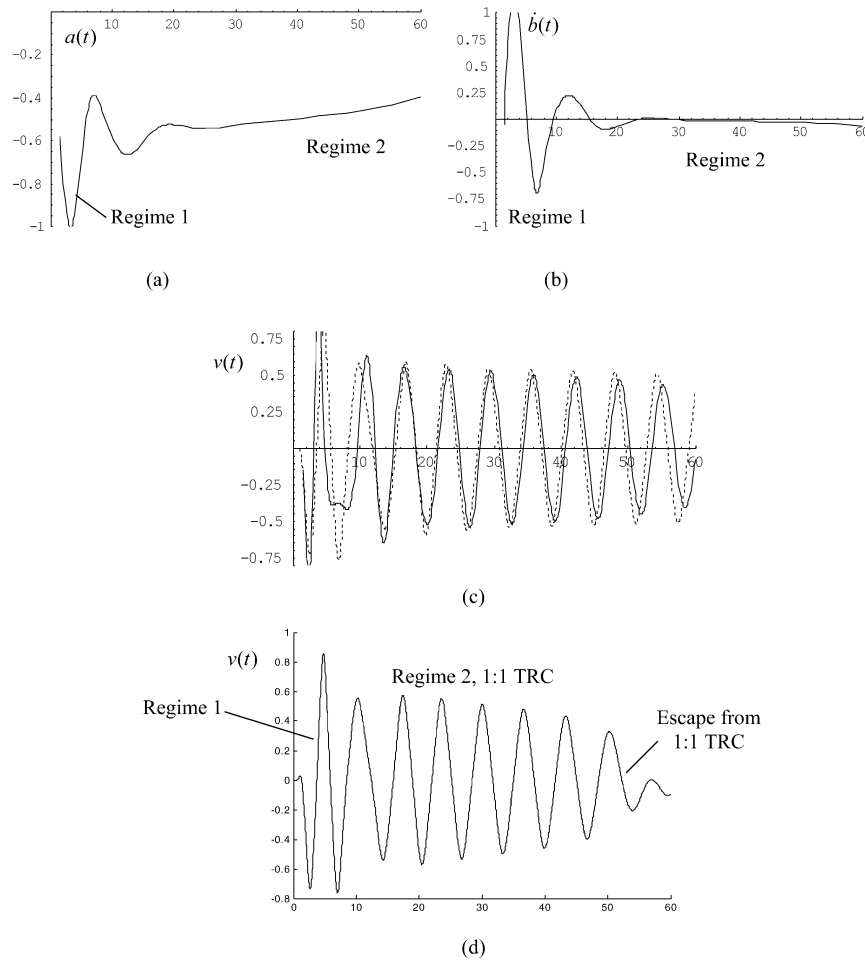 10 20 30 40 50 60
a(t)
-0.2
-0.4
-0.6
-0.8
-1
Regime 2
Regime 1
(a)
1
ḃ(t)
0.75
0.5
0.25
10 20 30 40 50 60
-0.25
-0.5
-0.75
-1
Regime 2
Regime 1
(b)
0.75
v(t)
0.5
0.25
10 20 30 40 50 60
-0.25
-0.5
-0.75
(c)
1
v(t)
0.8
Regime 2, 1:1 TRC
0.6
Regime 1
0.4
Escape from
1:1 TRC
0.2
0
-0.2
-0.4
-0.6
-0.8
0 10 20 30 40 50 60
(d)